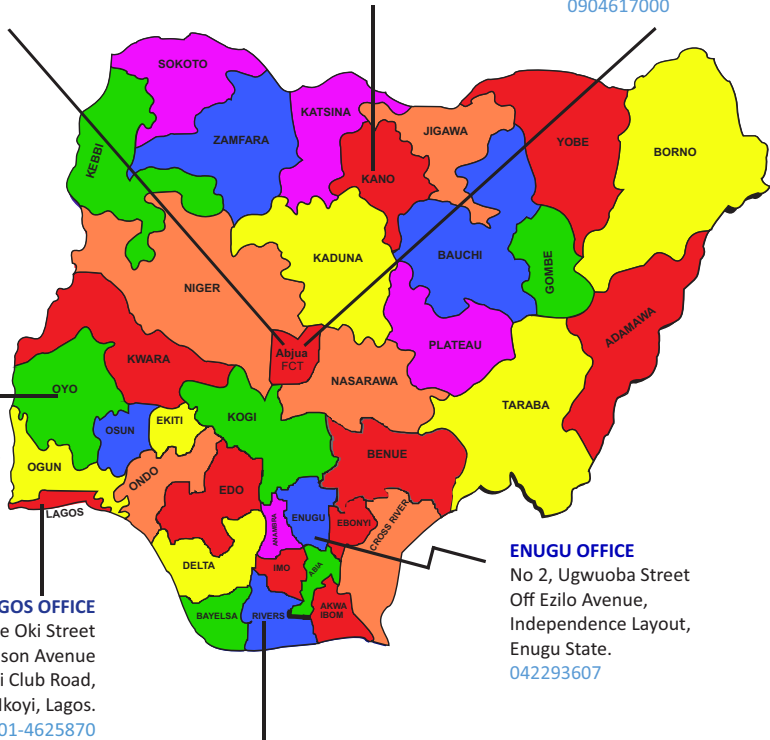 0904617000
SOKOTO
KATSINA
JIGAWA
ZAMFARA
YOBE
BORNO
KEBBI
KANO
KADUNA
BAUCHI
GOMBE
NIGER
ADAMAWA
PLATEAU
Abjua
FCT
KWARA
NASARAWA
OYO
TARABA
KOGI
EKITI
OSUN
BENUE
OGUN
ONDO
EDO
LAGOS
ANAMBRA
ENUGU
EBONYI
CROSS RIVER
DELTA
IMO
ABIA
BAYELSA
RIVERS
AKWA
IBOM
ENUGU OFFICE
No 2, Ugwuoba Street
Off Ezilo Avenue,
Independence Layout,
Enugu State.
042293607
GOS OFFICE
e Oki Street
son Avenue
i Club Road,
Ikoyi, Lagos.
01-4625870